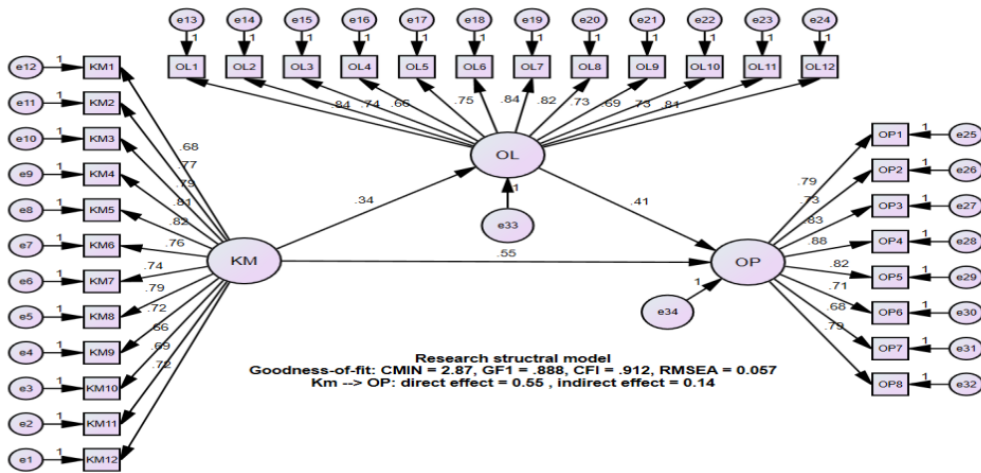 e13 e14 e15 e16 e17 e18 e19 e20 e21 e22 e23 e24
1 1 1 1 1 1 1 1 1 1 1 1
OL1 OL2 OL3 OL4 OL5 OL6 OL7 OL8 OL9 OL10 OL11 OL12
.84 .74 .66 .75 .84 .82 .73 .69 .73 .81
OL
1
e33
e12 1 KM1
e11 1 KM2
e10 1 KM3
e9 1 KM4
e8 1 KM5
e7 1 KM6
e6 1 KM7
e5 1 KM8
e4 1 KM9
e3 1 KM10
e2 1 KM11
e1 1 KM12
.68
.77
.79
.81
.82
.76
.74
.79
.72
.66
.69
.72
KM
.34
.41
.55
OP
1
e34
.79
.73
.83
.88
.82
.71
.68
.79
OP1 1 e25
OP2 1 e26
OP3 1 e27
OP4 1 e28
OP5 1 e29
OP6 1 e30
OP7 1 e31
OP8 1 e32
Research structral model
Goodness-of-fit: CMIN = 2.87, GF1 = .888, CFI = .912, RMSEA = 0.057
Km --> OP: direct effect = 0.55 , indirect effect = 0.14